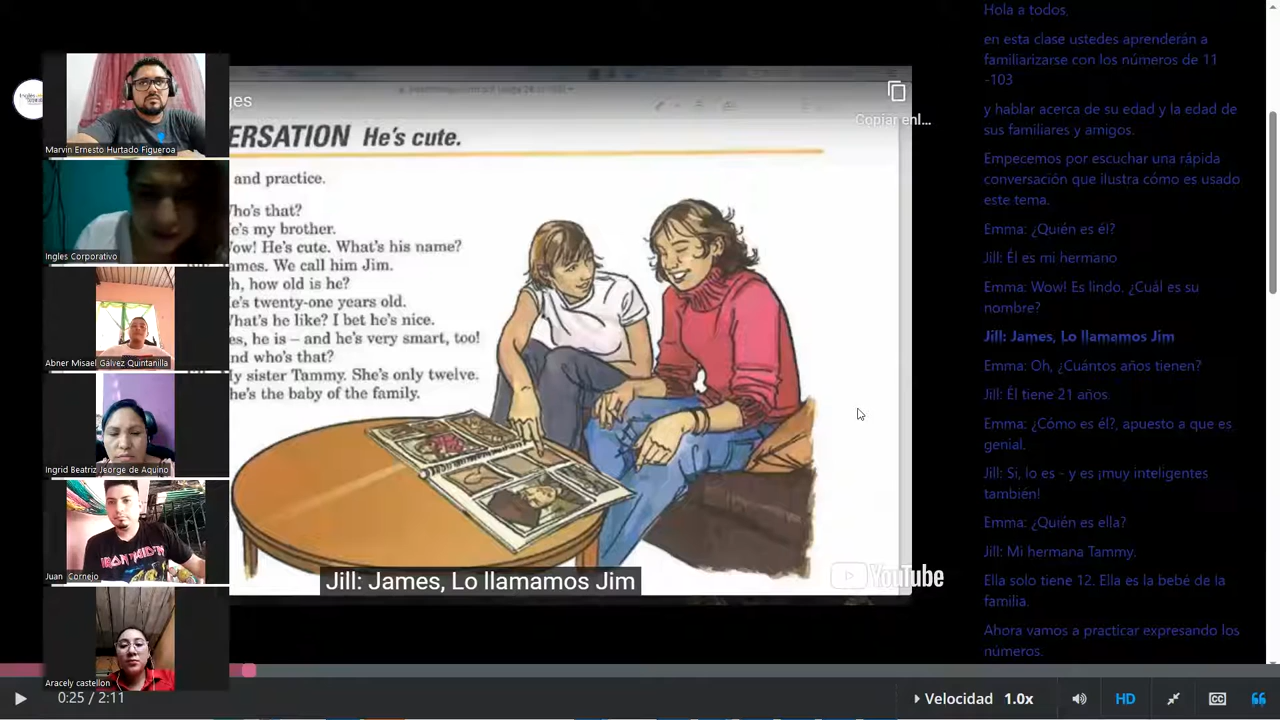 ges
Copiar enl...
ERSATION He's cute.
and practice.
Who's that?
He's my brother.
Wow! He's cute. What's his name?
ames. We call him Jim.
h, how old is he?
He's twenty-one years old.
What's he like? I bet he's nice.
es, he is – and he's very smart, too!
nd who's that?
y sister Tammy. She's only twelve.
he's the baby of the family.
Jill: James, Lo llamamos Jim
YouTube
Marvin Ernesto Hurtado Figueroa
Ingles Corporativo
Abner Misael Gálvez Quintanilla
Ingrid Beatriz Jeorge de Aquino
Juan Cornejo
Aracely castellon
Hola a todos,
en esta clase ustedes aprenderán a
familiarizarse con los números de 11
-103
y hablar acerca de su edad y la edad de
sus familiares y amigos.
Empecemos por escuchar una rápida
conversación que ilustra cómo es usado
este tema.
Emma: ¿Quién es él?
Jill: Él es mi hermano
Emma: Wow! Es lindo. ¿Cuál es su
nombre?
Jill: James, Lo llamamos Jim
Emma: Oh, ¿Cuántos años tienen?
Jill: Él tiene 21 años.
Emma: ¿Cómo es él?, apuesto a que es
genial.
Jill: Si, lo es - y es ¡muy inteligentes
también!
Emma: ¿Quién es ella?
Jill: Mi hermana Tammy.
Ella solo tiene 12. Ella es la bebé de la
familia.
Ahora vamos a practicar expresando los
números.
0:25 / 2:11
Velocidad 1.0x
HD
CC